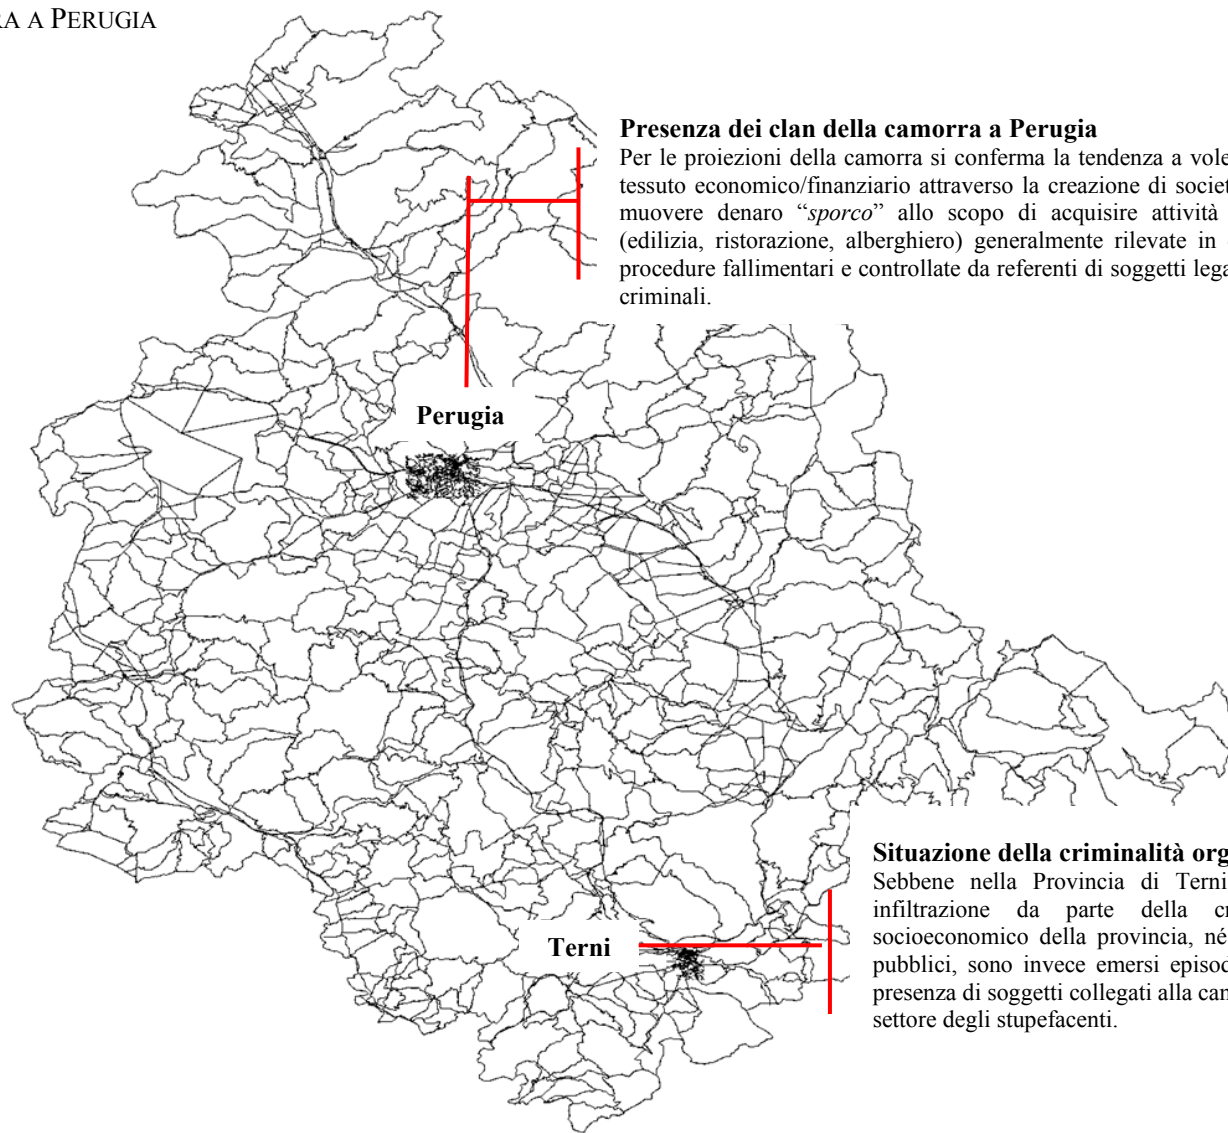 RA A PERUGIA
Presenza dei clan della camorra a Perugia
Per le proiezioni della camorra si conferma la tendenza a vole
tessuto economico/finanziario attraverso la creazione di societ
muovere denaro “sporco” allo scopo di acquisire attività
(edilizia, ristorazione, alberghiero) generalmente rilevate in
procedure fallimentari e controllate da referenti di soggetti lega
criminali.
Perugia
Situazione della criminalità org
Sebbene nella Provincia di Terni
infiltrazione da parte della cr
socioeconomico della provincia, né
pubblici, sono invece emersi episod
presenza di soggetti collegati alla can
settore degli stupefacenti.
Terni